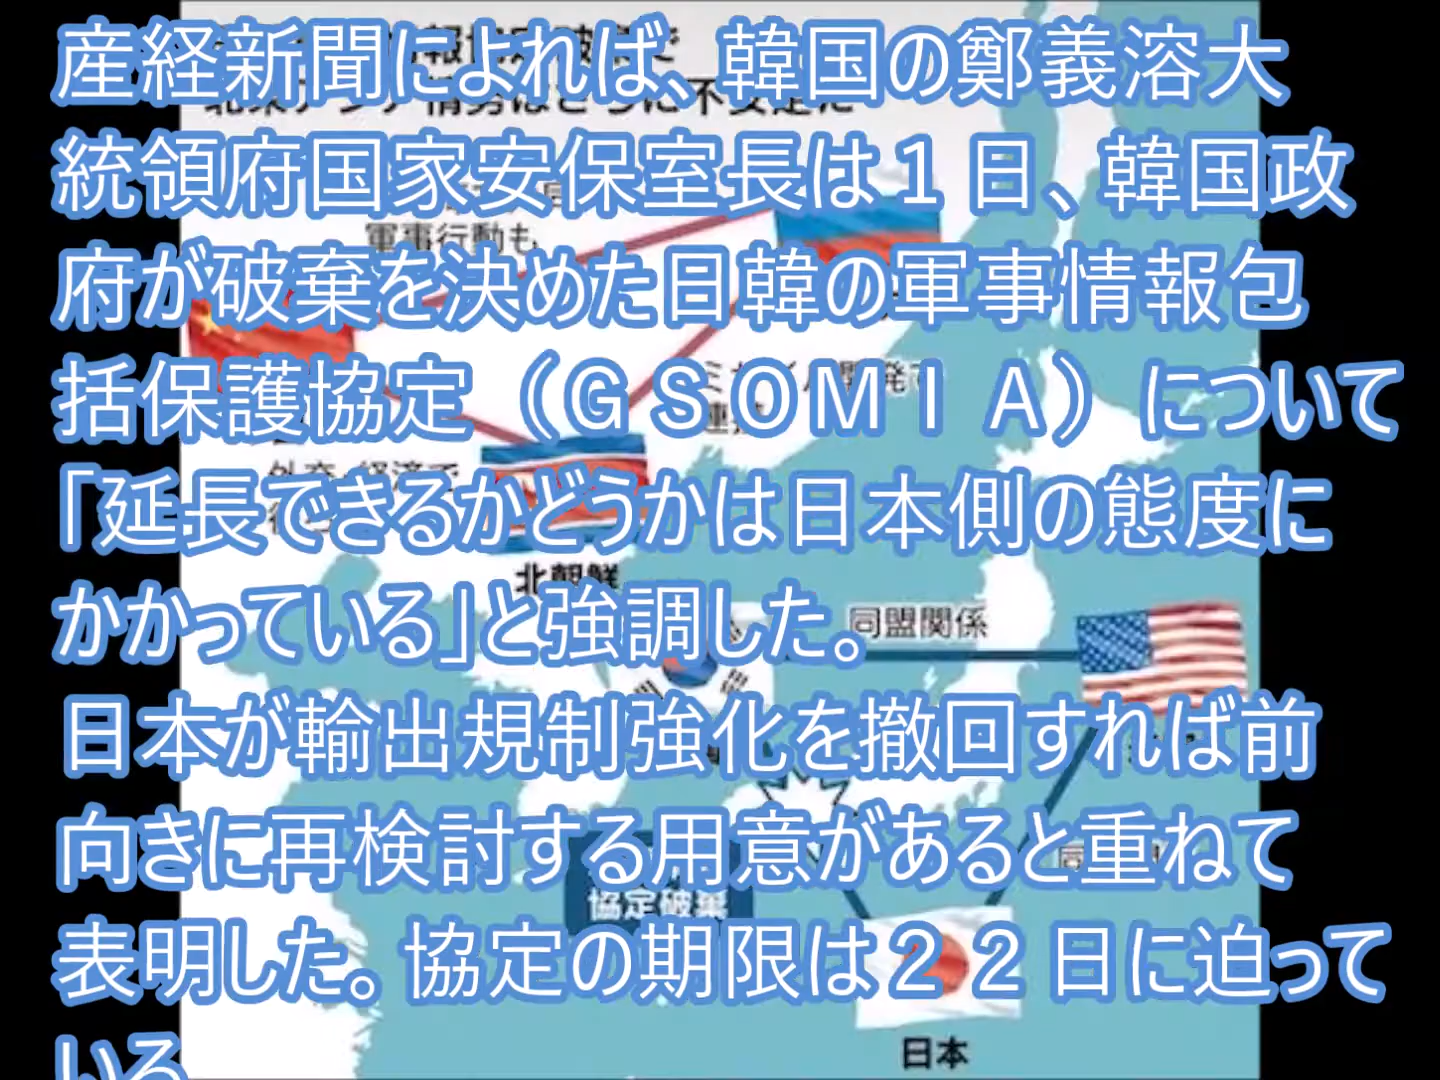 産経新聞によれば、韓国の鄭義溶大
統領府国家安保室長は１日、韓国政
府が破棄を決めた日韓の軍事情報包
括保護協定（ＧＳＯＭＩＡ）について
「延長できるかどうかは日本側の態度に
かかっている」と強調した。
日本が輸出規制強化を撤回すれば前
向きに再検討する用意があると重ねて
表明した。協定の期限は２２日に迫って
いる
軍事行動も
北朝鮮
同盟関係
協定破棄
日本